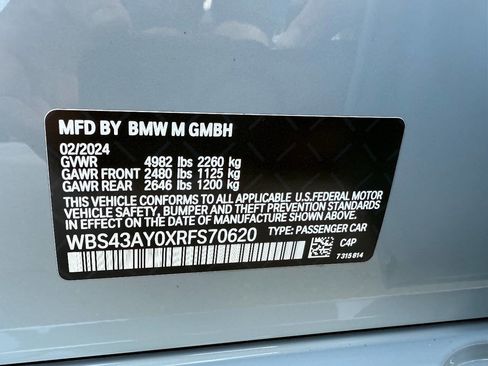 MFD BY BMW M GMBH
02/2024
GVWR 4982 lbs 2260 kg
GAWR FRONT 2480 lbs 1125 kg
GAWR REAR 2646 lbs 1200 kg
THIS VEHICLE CONFORMS TO ALL APPLICABLE U.S.FEDERAL MOTOR
VEHICLE SAFETY, BUMPER, AND THEFT PREVENTION STANDARDS
IN EFFECT ON THE DATE OF MANUFACTURE SHOWN ABOVE.
WBS43AY0XRFS70620 TYPE: PASSENGER CAR
C4P
7 315 814